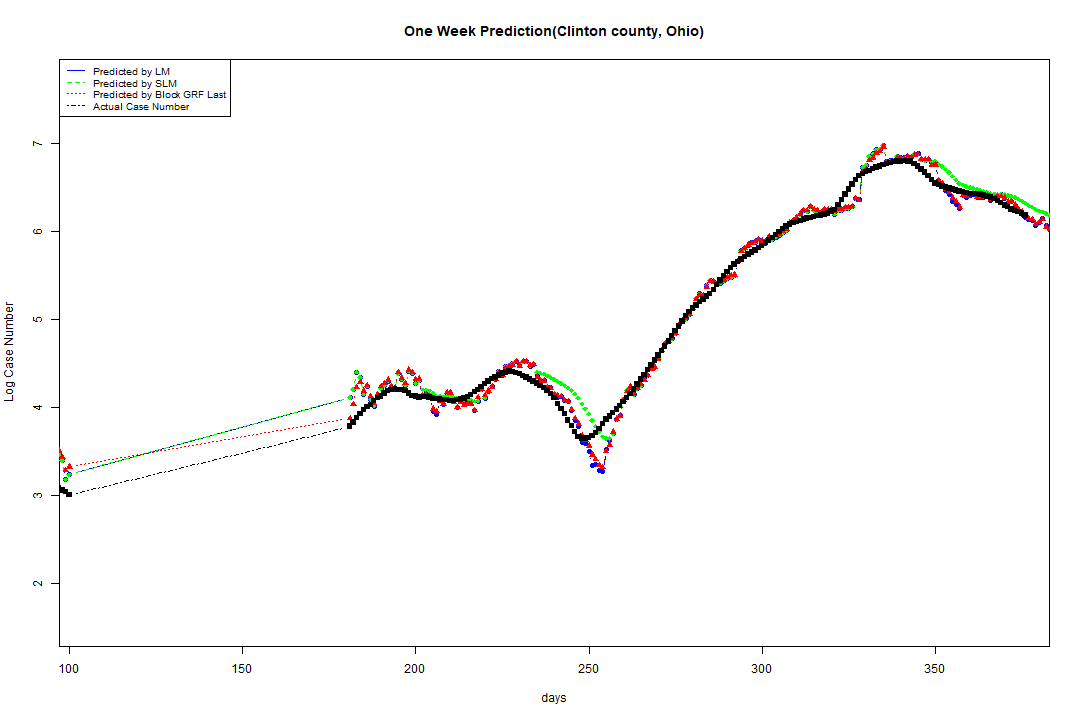 One Week Prediction(Clinton county, Ohio)
Predicted by LM
Predicted by SLM
Predicted by Block GRF Last
Actual Case Number
7
6
5
4
3
2
Log Case Number
100 150 200 250 300 350
days